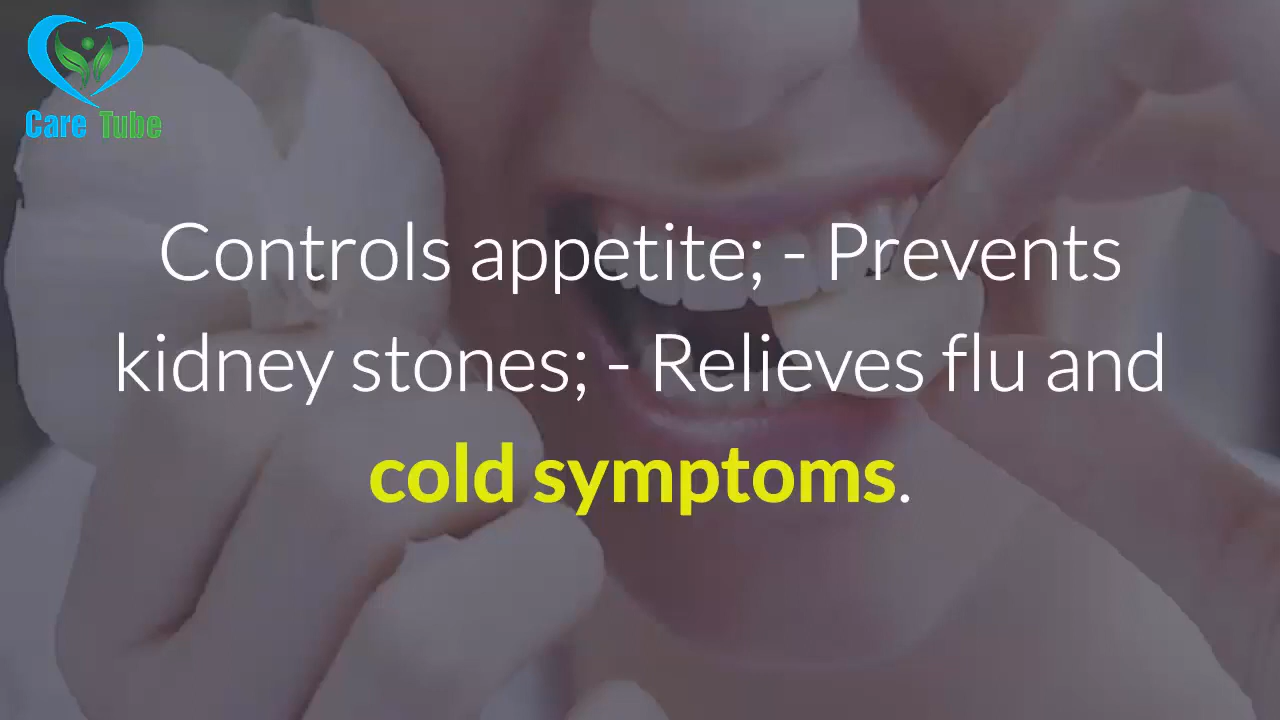 Care Tube
Controls appetite; - Prevents
kidney stones; - Relieves flu and
cold symptoms.